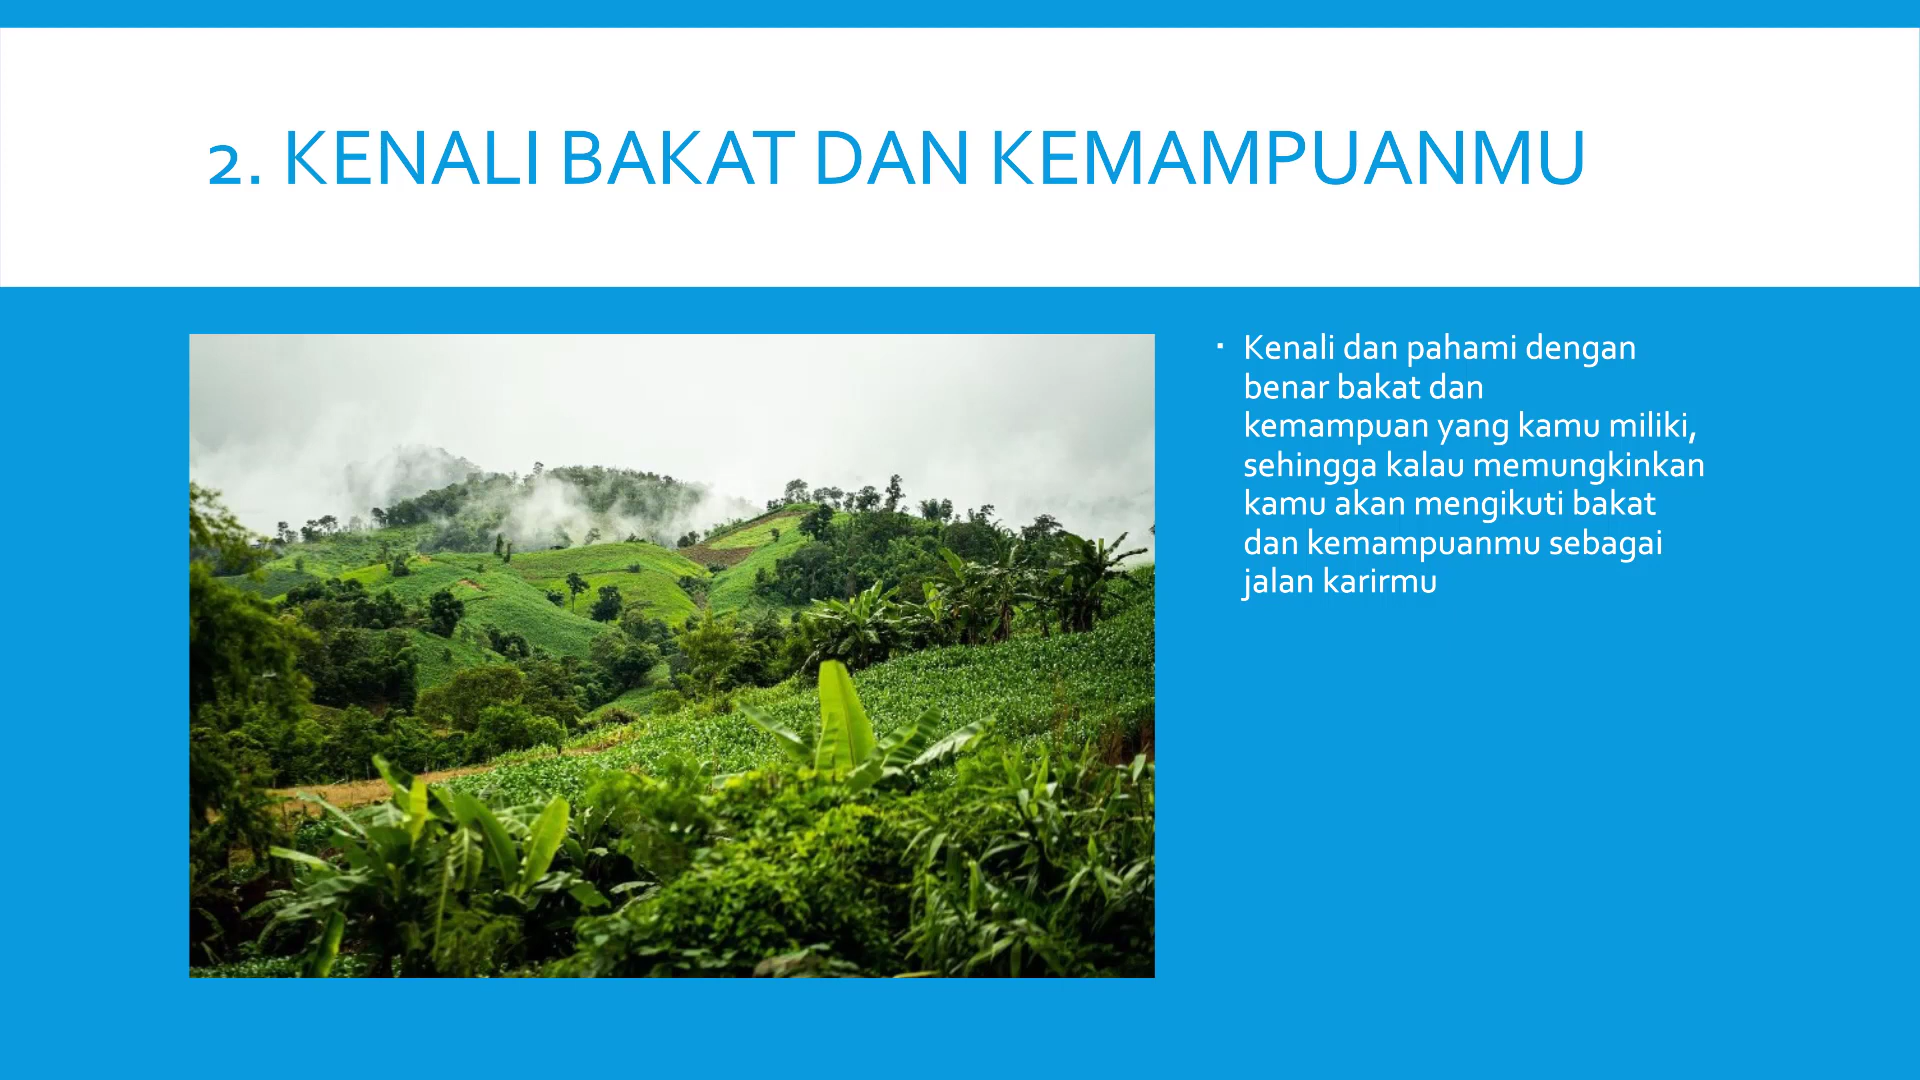 2. KENALI BAKAT DAN KEMAMPUANMU
▪ Kenali dan pahami dengan
benar bakat dan
kemampuan yang kamu miliki,
sehingga kalau memungkinkan
kamu akan mengikuti bakat
dan kemampuanmu sebagai
jalan karirmu